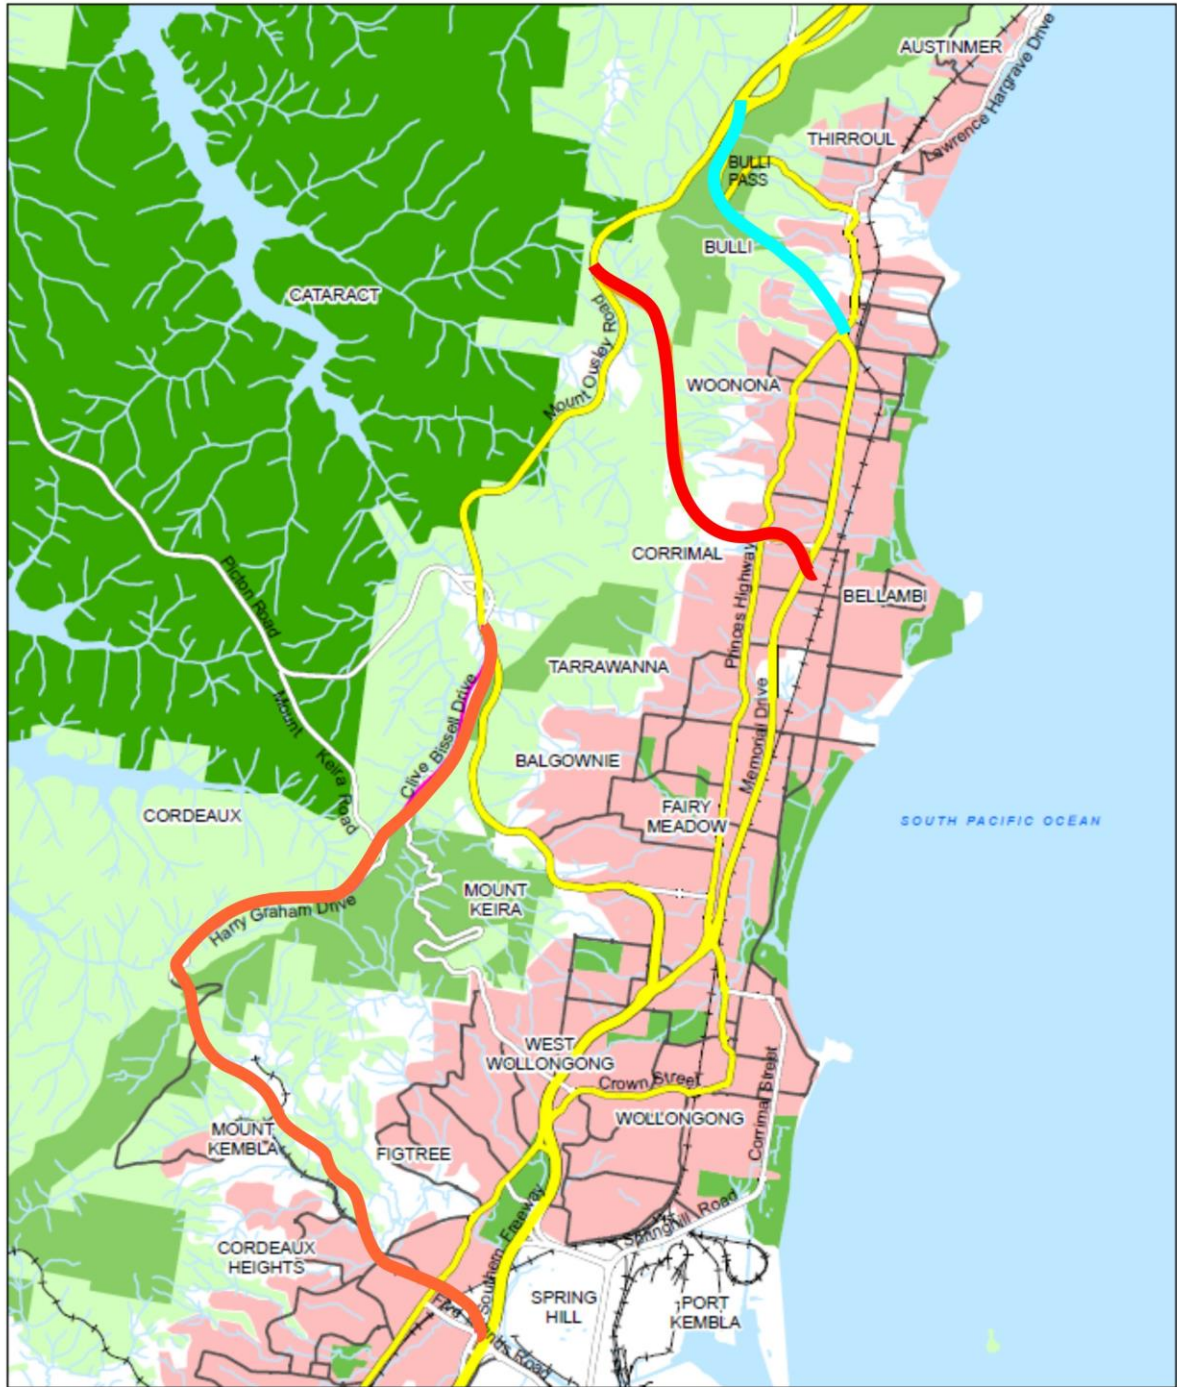 AUSTINMER
Lawrence Hargrave Drive
THIRROUL
BULLI
PASS
BULLI
CATARACT
Mount Ousley Road
WOONONA
CORRIMAL
Picton Road
Princes Highway
BELLAMBI
TARRAWANNA
Clive Bissell Drive
Mount Keira Road
Memorial Drive
BALGOWNIE
CORDEAUX
FAIRY
MEADOW
SOUTH PACIFIC OCEAN
MOUNT
KEIRA
Harry Graham Drive
WEST
WOLLONGONG
Crown Street
WOLLONGONG
Corrimal Street
MOUNT
KEMBLA
FIGTREE
Southern Freeway
Springhill Road
CORDEAUX
HEIGHTS
SPRING
HILL
PORT
KEMBLA
Road